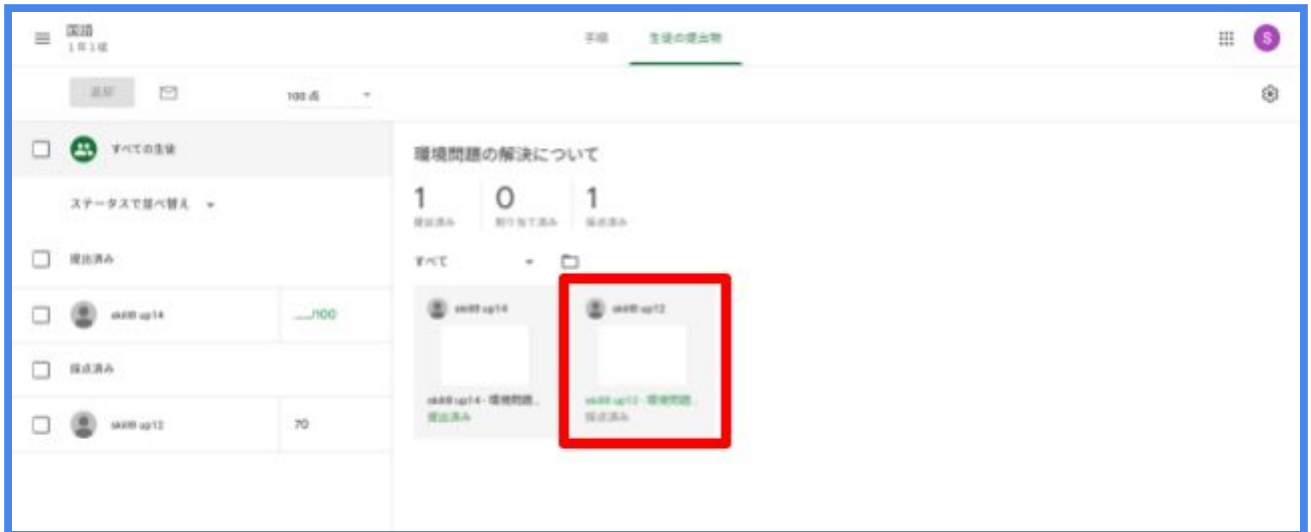 国語
1年1組
手順
生徒の提出物
S
返却
100 点
すべての生徒
ステータスで並べ替え
提出済み
skill8 up14
__/100
採点済み
skill8 up12
70
環境問題の解決について
1
提出済み
0
割り当て済み
1
採点済み
すべて
skill8 up14
skill8 up14 - 環境問題...
提出済み
skill8 up12
skill8 up12 - 環境問題...
採点済み